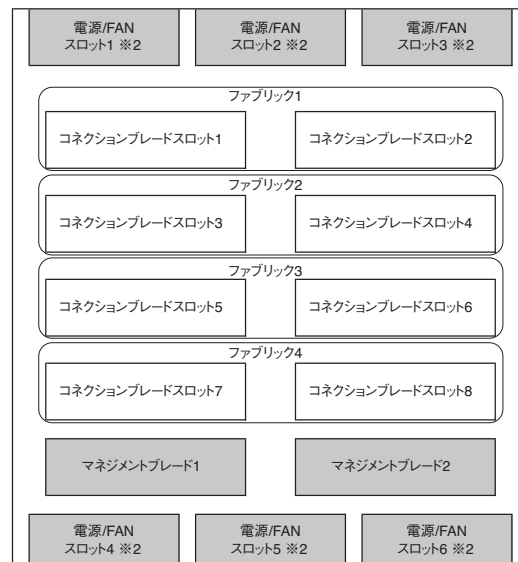 電源/FAN
スロット1 ※2
電源/FAN
スロット2 ※2
電源/FAN
スロット3 ※2
ファブリック1
コネクションブレードスロット1
コネクションブレードスロット2
ファブリック2
コネクションブレードスロット3
コネクションブレードスロット4
ファブリック3
コネクションブレードスロット5
コネクションブレードスロット6
ファブリック4
コネクションブレードスロット7
コネクションブレードスロット8
マネジメントブレード1
マネジメントブレード2
電源/FAN
スロット4 ※2
電源/FAN
スロット5 ※2
電源/FAN
スロット6 ※2